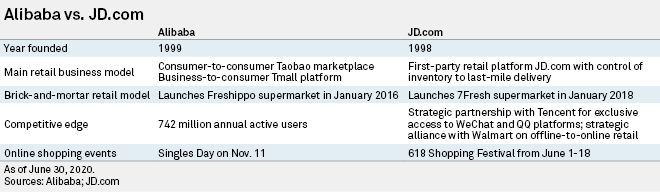 Alibaba vs. JD.com
Alibaba JD.com
Year founded 1999 1998
Main retail business model Consumer-to-consumer Taobao marketplace First-party retail platform JD.com with control of
Business-to-consumer Tmall platform inventory to last-mile delivery
Brick-and-mortar retail model Launches Freshippo supermarket in January 2016 Launches 7Fresh supermarket in January 2018
Competitive edge 742 million annual active users Strategic partnership with Tencent for exclusive
access to WeChat and QQ platforms; strategic
alliance with Walmart on offline-to-online retail
Online shopping events Singles Day on Nov. 11 618 Shopping Festival from June 1-18
As of June 30, 2020.
Sources: Alibaba; JD.com